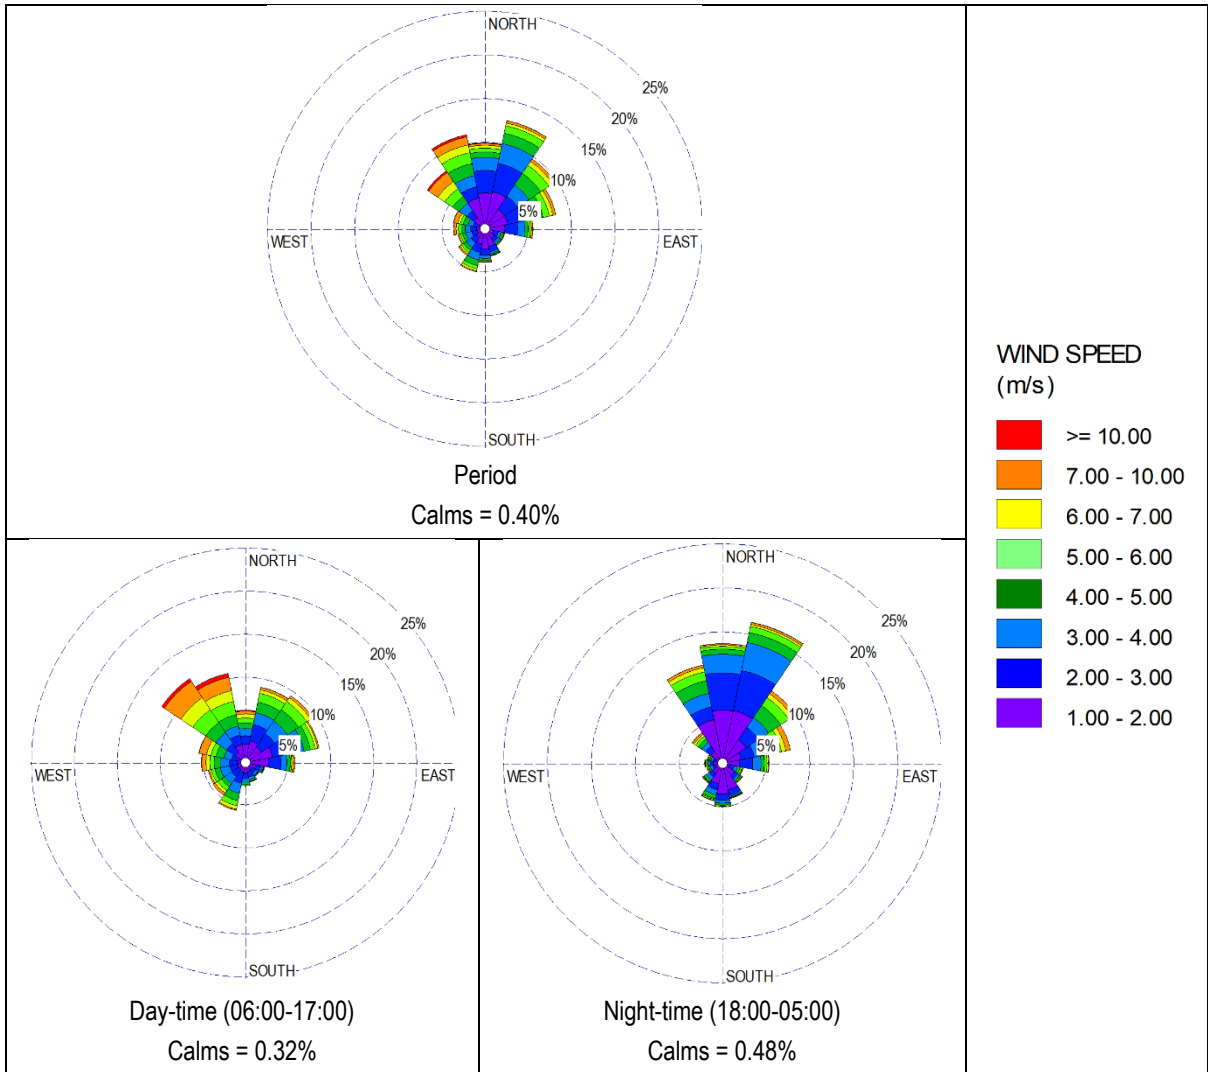 NORTH
25%
20%
15%
10%
5%
WEST
EAST
SOUTH
Period
Calms = 0.40%
NORTH
25%
20%
15%
10%
5%
WEST
EAST
SOUTH
Day-time (06:00-17:00)
Calms = 0.32%
NORTH
25%
20%
15%
10%
5%
WEST
EAST
SOUTH
Night-time (18:00-05:00)
Calms = 0.48%
WIND SPEED
(m/s)
>= 10.00
7.00 - 10.00
6.00 - 7.00
5.00 - 6.00
4.00 - 5.00
3.00 - 4.00
2.00 - 3.00
1.00 - 2.00